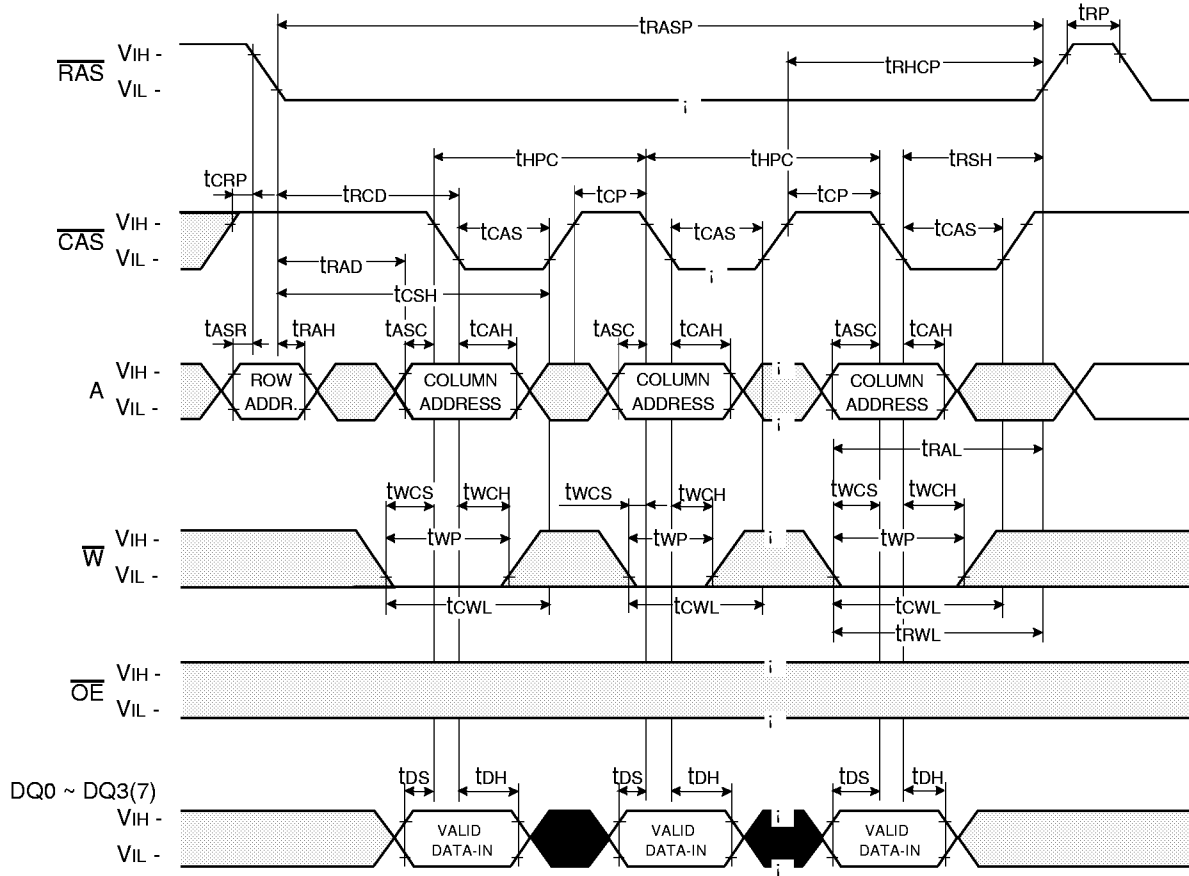 tRASP
tRP
VIH -
RAS
VIL -
tRHCP
¡
tHPC
tHPC
tRSH
tCRP
tRCD
tCP
tCP
VIH -
CAS
VIL -
tCAS
tCAS
tCAS
tRAD
¡
tCSH
tASR
tRAH
tASC
tCAH
tASC
tCAH
tASC
tCAH
VIH -
A
VIL -
ROW
ADDR.
COLUMN
ADDRESS
COLUMN
ADDRESS
¡
¡
COLUMN
ADDRESS
tRAL
tWCS
tWCH
tWCS
tWCH
tWCS
tWCH
VIH -
W
VIL -
tWP
tWP
¡
tWP
tCWL
tCWL
tCWL
tRWL
VIH -
OE
VIL -
¡
¡
tDS
tDH
tDS
tDH
tDS
tDH
DQ0 ~ DQ3(7)
VIH -
VIL -
VALID
DATA-IN
VALID
DATA-IN
¡
¡
VALID
DATA-IN